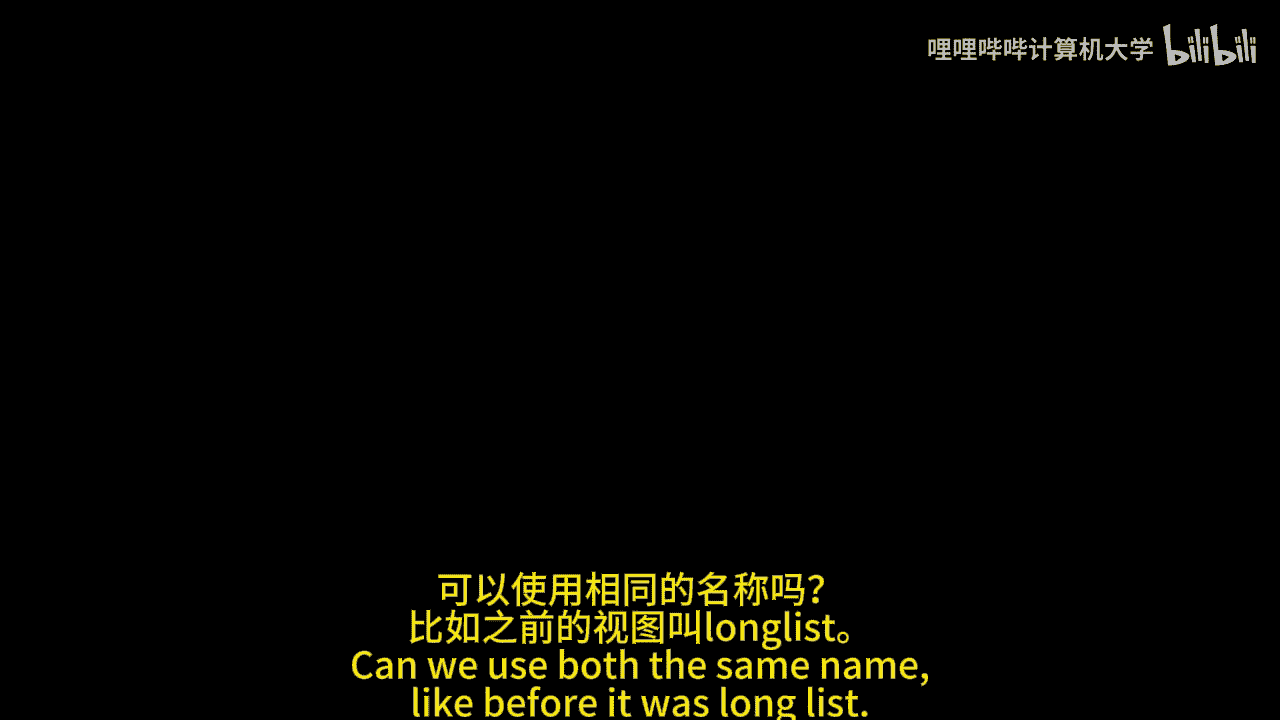 哩哩哔哔计算机大学 bilibili
可以使用相同的名称吗？
比如之前的视图叫longlist。
Can we use both the same name,
like before it was long list.